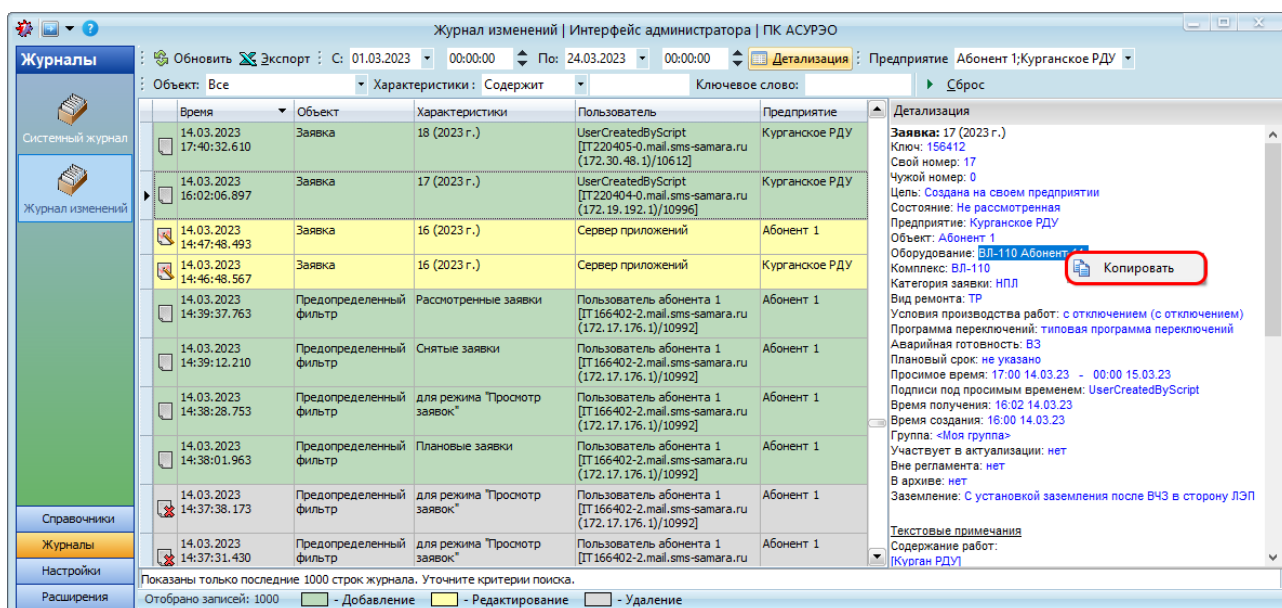 Журнал изменений | Интерфейс администратора | ПК АСУРЭО
Журналы
Обновить Экспорт С: 01.03.2023 00:00:00 По: 24.03.2023 00:00:00 Детализация Предприятие Абонент 1;Курганское РДУ
Объект: Все Характеристики: Содержит Ключевое слово: Сброс
Системный журнал
Журнал изменений
Справочники
Журналы
Настройки
Расширения
Время Объект Характеристики Пользователь Предприятие
14.03.2023 Заявка 18 (2023 г.) UserCreatedByScript Курганское РДУ
17:40:32.610 [IT220405-0.mail.sms-samara.ru
(172.30.48.1)/10612]
14.03.2023 Заявка 17 (2023 г.) UserCreatedByScript Курганское РДУ
16:02:06.897 [IT220404-0.mail.sms-samara.ru
(172.19.192.1)/10996]
14.03.2023 Заявка 16 (2023 г.) Сервер приложений Абонент 1
14:47:48.493
14.03.2023 Заявка 16 (2023 г.) Сервер приложений Курганское РДУ
14:46:48.567
14.03.2023 Предопределенный Рассмотренные заявки Пользователь абонента 1 Абонент 1
14:39:37.763 фильтр [IT166402-2.mail.sms-samara.ru
(172.17.176.1)/10992]
14.03.2023 Предопределенный Снятые заявки Пользователь абонента 1 Абонент 1
14:39:12.210 фильтр [IT166402-2.mail.sms-samara.ru
(172.17.176.1)/10992]
14.03.2023 Предопределенный для режима "Просмотр Пользователь абонента 1 Абонент 1
14:38:28.753 фильтр заявок" [IT166402-2.mail.sms-samara.ru
(172.17.176.1)/10992]
14.03.2023 Предопределенный Плановые заявки Пользователь абонента 1 Абонент 1
14:38:01.963 фильтр [IT166402-2.mail.sms-samara.ru
(172.17.176.1)/10992]
14.03.2023 Предопределенный для режима "Просмотр Пользователь абонента 1 Абонент 1
14:37:38.173 фильтр заявок" [IT166402-2.mail.sms-samara.ru
(172.17.176.1)/10992]
14.03.2023 Предопределенный для режима "Просмотр Пользователь абонента 1 Абонент 1
14:37:31.430 фильтр заявок" [IT166402-2.mail.sms-samara.ru
Детализация
Заявка: 17 (2023 г.)
Ключ: 156412
Свой номер: 17
Чужой номер: 0
Цель: Создана на своем предприятии
Состояние: Не рассмотренная
Предприятие: Курганское РДУ
Объект: Абонент 1
Оборудование: ВЛ-110 Абонент
Копировать
Комплекс: ВЛ-110
Категория заявки: НПЛ
Вид ремонта: ТР
Условия производства работ: с отключением (с отключением)
Программа переключений: типовая программа переключений
Аварийная готовность: ВЗ
Плановый срок: не указано
Просимое время: 17:00 14.03.23 - 00:00 15.03.23
Подписи под просимым временем: UserCreatedByScript
Время получения: 16:02 14.03.23
Время создания: 16:00 14.03.23
Группа: <Моя группа>
Участвует в актуализации: нет
Вне регламента: нет
В архиве: нет
Заземление: С установкой заземления после ВЧЗ в сторону ЛЭП
Текстовые примечания
Содержание работ:
[Курган РДУ]
Показаны только последние 1000 строк журнала. Уточните критерии поиска.
Отобрано записей: 1000 - Добавление - Редактирование - Удаление